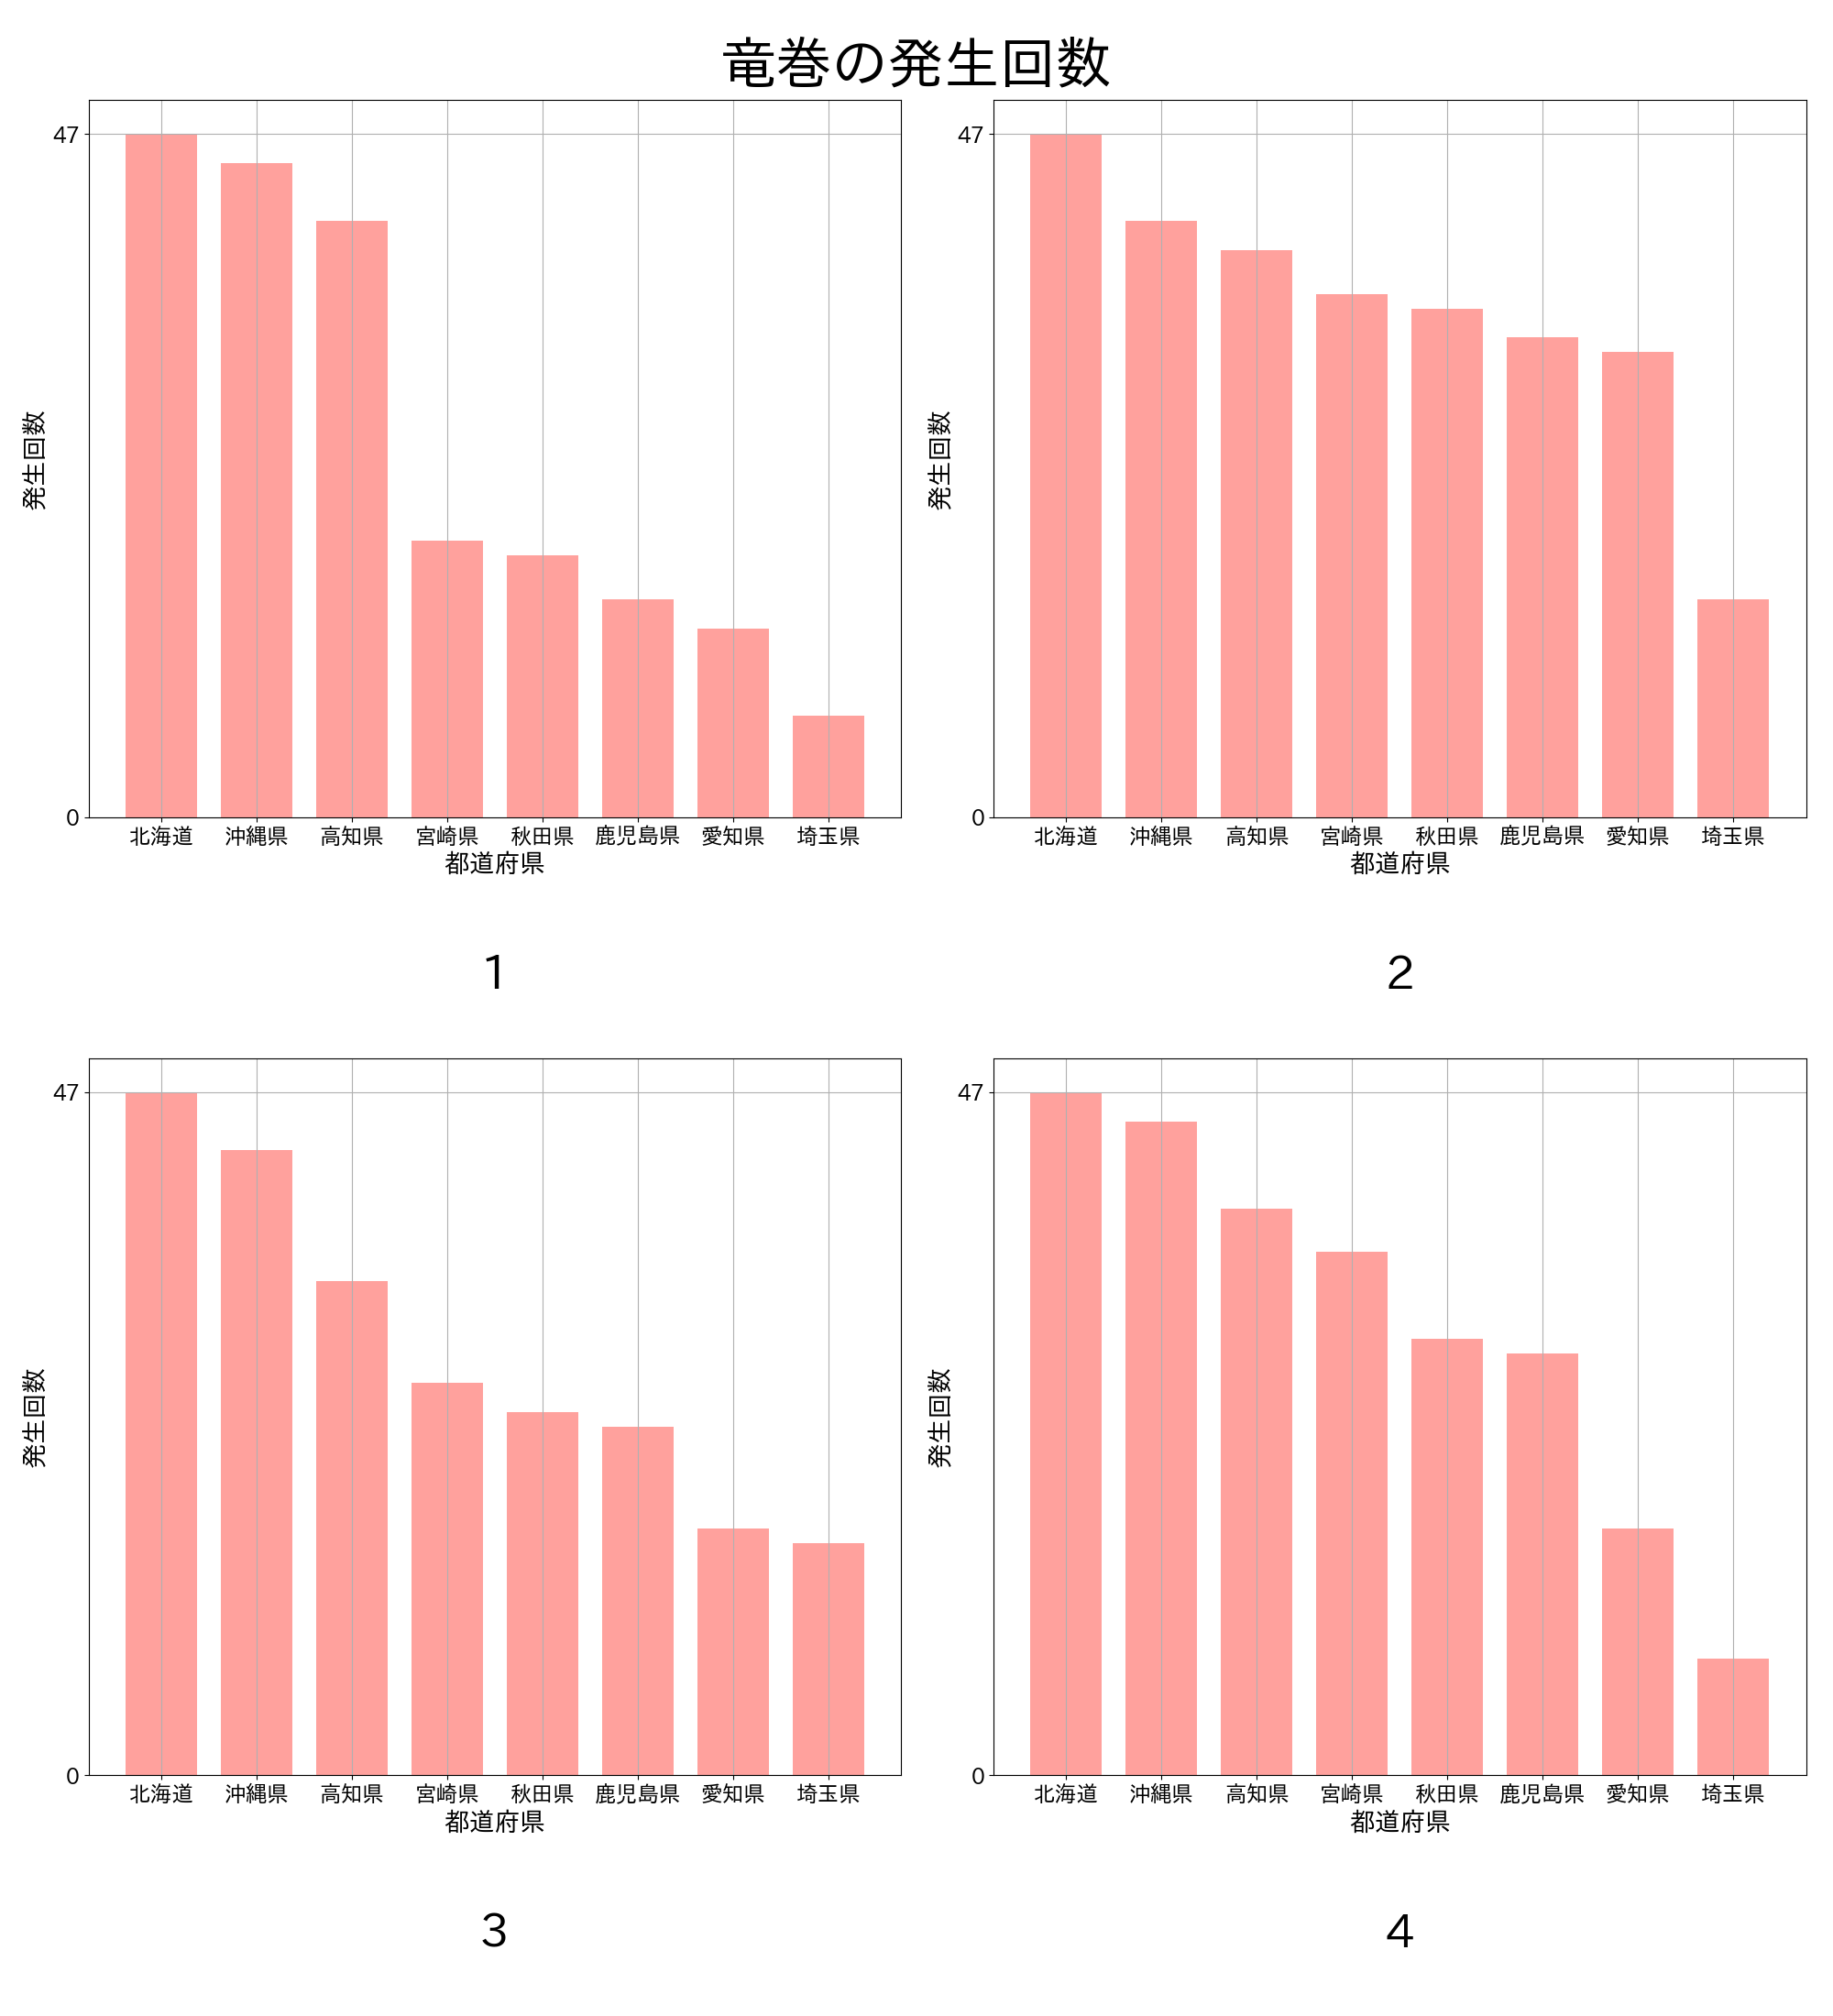 竜巻の発生回数
47
0
発生回数
北海道 沖縄県 高知県 宮崎県 秋田県 鹿児島県 愛知県 埼玉県
都道府県
1
47
0
発生回数
北海道 沖縄県 高知県 宮崎県 秋田県 鹿児島県 愛知県 埼玉県
都道府県
2
47
0
発生回数
北海道 沖縄県 高知県 宮崎県 秋田県 鹿児島県 愛知県 埼玉県
都道府県
3
47
0
発生回数
北海道 沖縄県 高知県 宮崎県 秋田県 鹿児島県 愛知県 埼玉県
都道府県
4